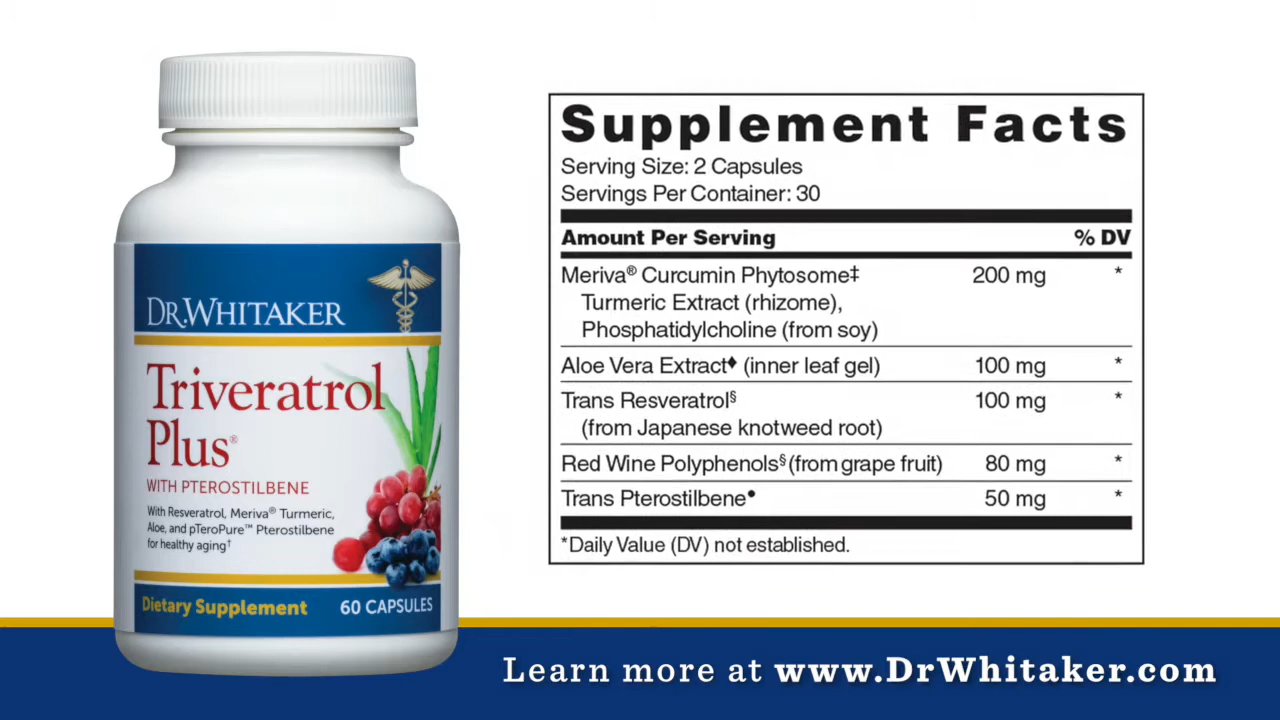 DR.WHITAKER
Triveratrol
Plus®
WITH PTEROSTILBENE
With Resveratrol, Meriva® Turmeric,
Aloe, and pTeroPure™ Pterostilbene
for healthy aging†
Dietary Supplement 60 CAPSULES
Supplement Facts
Serving Size: 2 Capsules
Servings Per Container: 30
Amount Per Serving % DV
Meriva® Curcumin Phytosome‡ 200 mg *
Turmeric Extract (rhizome),
Phosphatidylcholine (from soy)
Aloe Vera Extract♦ (inner leaf gel) 100 mg *
Trans Resveratrol§ 100 mg *
(from Japanese knotweed root)
Red Wine Polyphenols§(from grape fruit) 80 mg *
Trans Pterostilbene● 50 mg *
*Daily Value (DV) not established.
Learn more at www.DrWhitaker.com